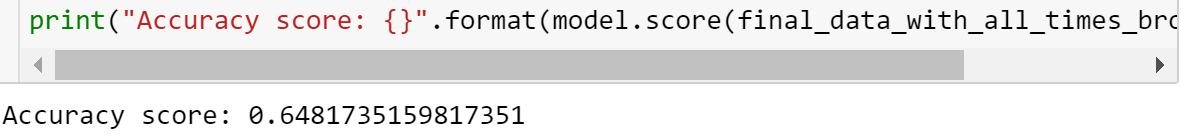 print("Accuracy score: {}".format(model.score(final_data_with_all_times_bro
Accuracy score: 0.6481735159817351